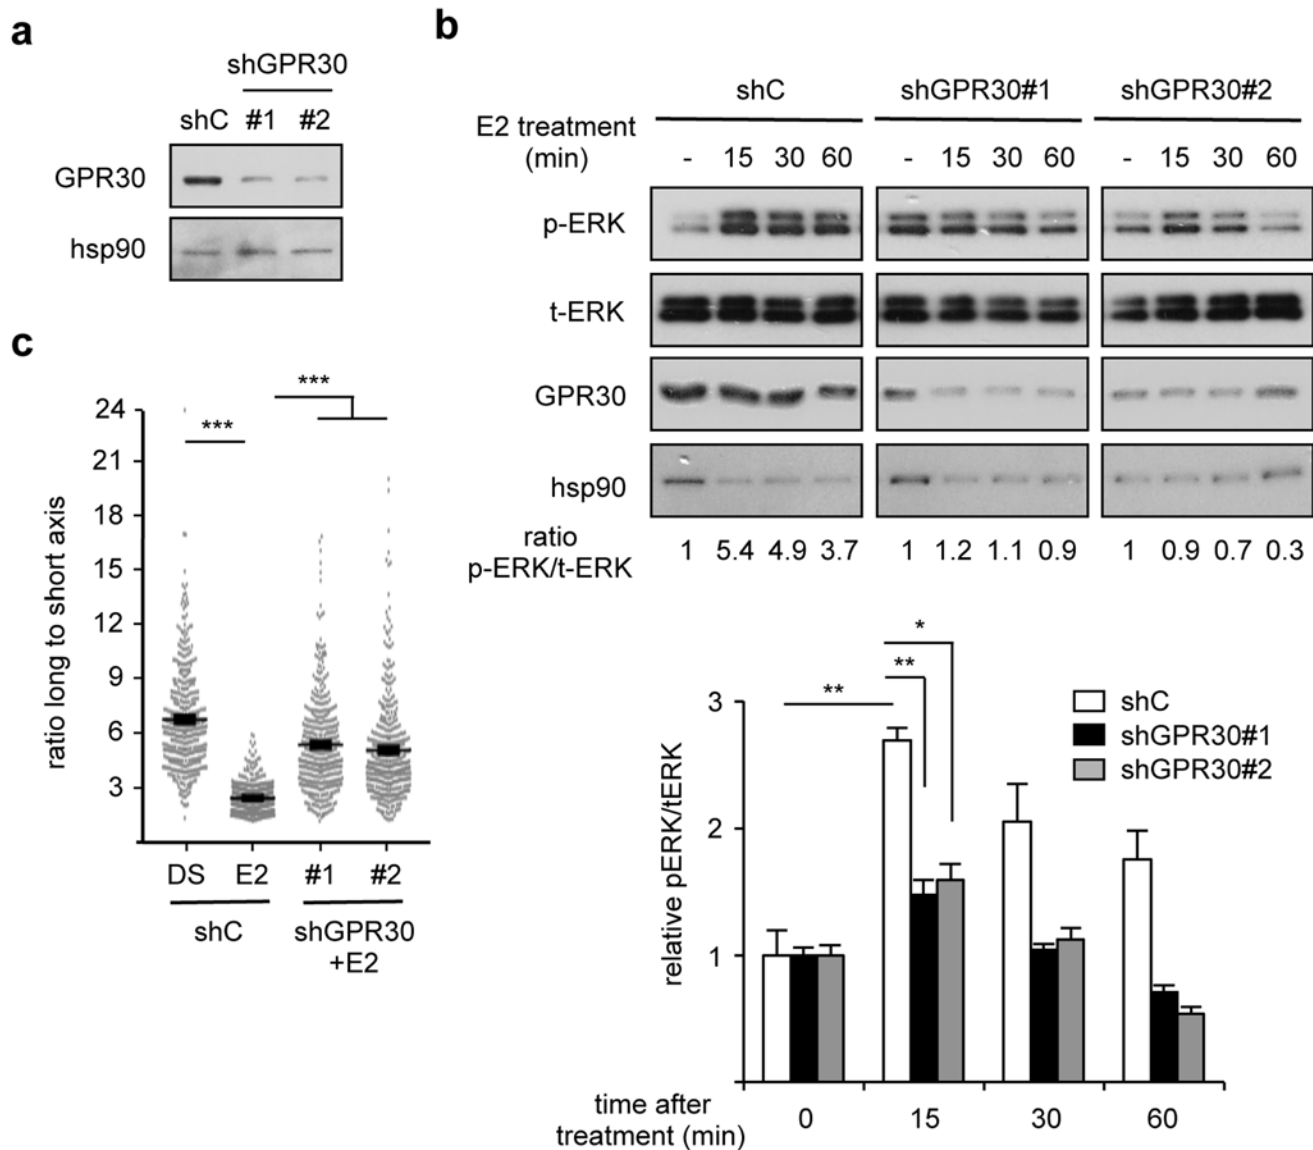 a
shGPR30
shC #1 #2
GPR30
hsp90
b
shC shGPR30#1 shGPR30#2
E2 treatment
(min)
- 15 30 60 - 15 30 60 - 15 30 60
p-ERK
t-ERK
GPR30
hsp90
ratio
p-ERK/t-ERK
1 5.4 4.9 3.7 1 1.2 1.1 0.9 1 0.9 0.7 0.3
relative pERK/tERK
3
2
1
** ** *
shC
shGPR30#1
shGPR30#2
time after
treatment (min)
0 15 30 60
c
ratio long to short axis
24
21
18
15
12
9
6
3
*** ***
DS E2 #1 #2
shC shGPR30
+E2